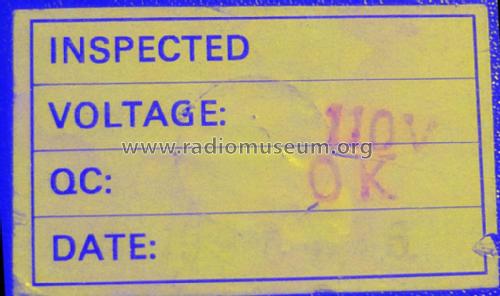 INSPECTED
VOLTAGE: 110V
www.radiomuseum.org
QC: OK
DATE: